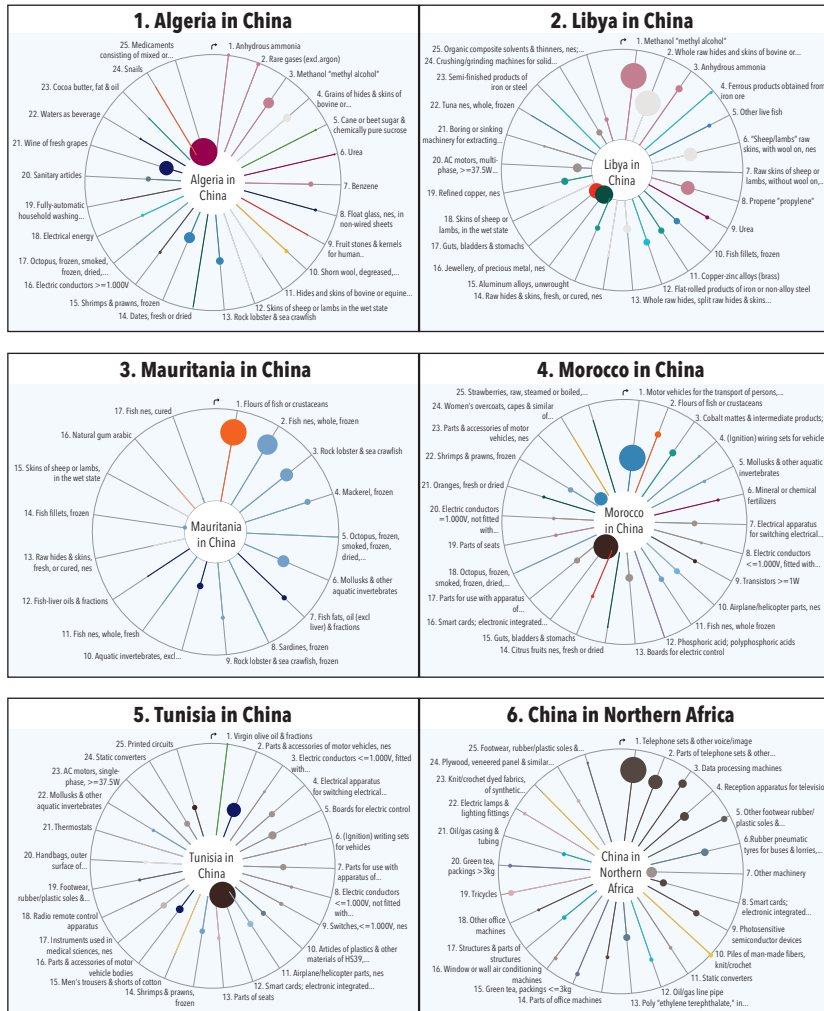 1. Algeria in China
25. Medicaments
consisting of mixed or...
24. Snails
23. Cocoa butter, fat & oil
22. Waters as beverage
21. Wine of fresh grapes
20. Sanitary articles
19. Fully-automatic
household washing...
18. Electrical energy
17. Octopus, frozen, smoked,
frozen, dried,...
16. Electric conductors >=1.000V
15. Shrimps & prawns, frozen
14. Dates, fresh or dried
1. Anhydrous ammonia
2. Rare gases (excl.argon)
3. Methanol "methyl alcohol"
4. Grains of hides & skins of
bovine or...
5. Cane or beet sugar &
chemically pure sucrose
6. Urea
7. Benzene
8. Float glass, nes, in
non-wired sheets
9. Fruit stones & kernels
for human..
10. Shorn wool, degreased,...
11. Hides and skins of bovine or equine...
12. Skins of sheep or lambs in the wet state
13. Rock lobster & sea crawfish
Algeria in
China
2. Libya in China
25. Organic composite solvents & thinners, nes;...
24. Crushing/grinding machines for solid...
23. Semi-finished products of
iron or steel
22. Tuna nes, whole, frozen
21. Boring or sinking
machinery for extracting...
20. AC motors, multi-
phase, >=37.5W...
19. Refined copper, nes
18. Skins of sheep or
lambs, in the wet state
17. Guts, bladders & stomachs
16. Jewellery, of precious metal, nes
15. Aluminum alloys, unwrought
14. Raw hides & skins, fresh, or cured, nes
1. Methanol "methyl alcohol"
2. Whole raw hides and skins of bovine or...
3. Anhydrous ammonia
4. Ferrous products obtained from
iron ore
5. Other live fish
6. "Sheep/lambs" raw
skins, with wool on, nes
7. Raw skins of sheep or
lambs, without wool on,...
8. Propene "propylene"
9. Urea
10. Fish fillets, frozen
11. Copper-zinc alloys (brass)
12. Flat-rolled products of iron or non-alloy steel
13. Whole raw hides, split raw hides & skins...
Libya in
China
3. Mauritania in China
17. Fish nes, cured
16. Natural gum arabic
15. Skins of sheep or lambs,
in the wet state
14. Fish fillets, frozen
13. Raw hides & skins,
fresh, or cured, nes
12. Fish-liver oils & fractions
11. Fish nes, whole, fresh
10. Aquatic invertebrates, excl...
1. Flours of fish or crustaceans
2. Fish nes, whole, frozen
3. Rock lobster & sea crawfish
4. Mackerel, frozen
5. Octopus, frozen,
smoked, frozen,
dried,...
6. Mollusks & other
aquatic invertebrates
7. Fish fats, oil (excl
liver) & fractions
8. Sardines, frozen
9. Rock lobster & sea crawfish, frozen
Mauritania
in China
4. Morocco in China
25. Strawberries, raw, steamed or boiled,...
24. Women's overcoats, capes & similar
of...
23. Parts & accessories of motor
vehicles, nes
22. Shrimps & prawns, frozen
21. Oranges, fresh or dried
20. Electric conductors
=1.000V, not fitted
with...
19. Parts of seats
18. Octopus, frozen,
smoked, frozen, dried,...
17. Parts for use with apparatus
of...
16. Smart cards; electronic integrated...
15. Guts, bladders & stomachs
14. Citrus fruits nes, fresh or dried
1. Motor vehicles for the transport of persons,...
2. Flours of fish or crustaceans
3. Cobalt mattes & intermediate products;
4. (Ignition) wiring sets for vehicle
5. Mollusks & other aquatic
invertebrates
6. Mineral or chemical
fertilizers
7. Electrical apparatus
for switching electrical...
8. Electric conductors
<=1.000V, fitted with...
9. Transistors >=1W
10. Airplane/helicopter parts, nes
11. Fish nes, whole frozen
12. Phosphoric acid; polyphosphoric acids
13. Boards for electric control
Morocco
in China
5. Tunisia in China
25. Printed circuits
24. Static converters
23. AC motors, single-
phase, >=37.5W
22. Mollusks & other
aquatic invertebrates
21. Thermostats
20. Handbags, outer
surface of...
19. Footwear,
rubber/plastic soles &...
18. Radio remote control
apparatus
17. Instruments used in
medical sciences, nes
16. Parts & accessories of motor
vehicle bodies
15. Men's trousers & shorts of cotton
14. Shrimps & prawns,
frozen
1. Virgin olive oil & fractions
2. Parts & accessories of motor vehicles, nes
3. Electric conductors <=1.000V, fitted
with...
4. Electrical apparatus
for switching electrical...
5. Boards for electric control
6. (Ignition) writing sets
for vehicles
7. Parts for use with
apparatus of...
8. Electric conductors
<=1.000V, not fitted
with...
9. Switches,<=1.000V, nes
10. Articles of plastics & other
materials of HS39,...
11. Airplane/helicopter parts, nes
12. Smart cards; electronic integrated...
13. Parts of seats
Tunisia in
China
6. China in Northern Africa
25. Footwear, rubber/plastic soles &...
24. Plywood, veneered panel & similar...
23. Knit/crochet dyed fabrics,
of synthetic...
22. Electric lamps &
lighting fittings
21. Oil/gas casing &
tubing
20. Green tea,
packings >3kg
19. Tricycles
18. Other office
machines
17. Structures & parts of
structures
16. Window or wall air conditioning
machines
15. Green tea, packings <=3kg
14. Parts of office machines
1. Telephone sets & other voice/image
2. Parts of telephone sets & other...
3. Data processing machines
4. Reception apparatus for televisio
5. Other footwear rubber/
plastic soles &...
6.Rubber pneumatic
tyres for buses & lorries,...
7. Other machinery
8. Smart cards;
electronic integrated...
9. Photosensitive
semiconductor devices
10. Piles of man-made fibers,
knit/crochet
11. Static converters
12. Oil/gas line pipe
13. Poly "ethylene terephthalate," in...
China in
Northern
Africa